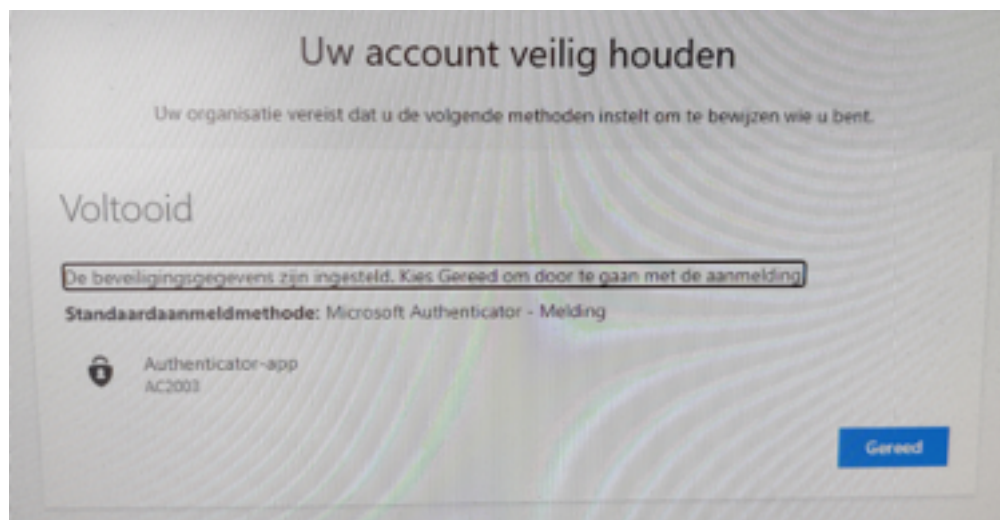 Uw account veilig houden
Uw organisatie vereist dat u de volgende methoden instelt om te bewijzen wie u bent.
Voltooid
De beveiligingsgegevens zijn ingesteld. Kies Gereed om door te gaan met de aanmelding
Standaardaanmeldmethode: Microsoft Authenticator - Melding
Authenticator-app
AC2003
Gereed